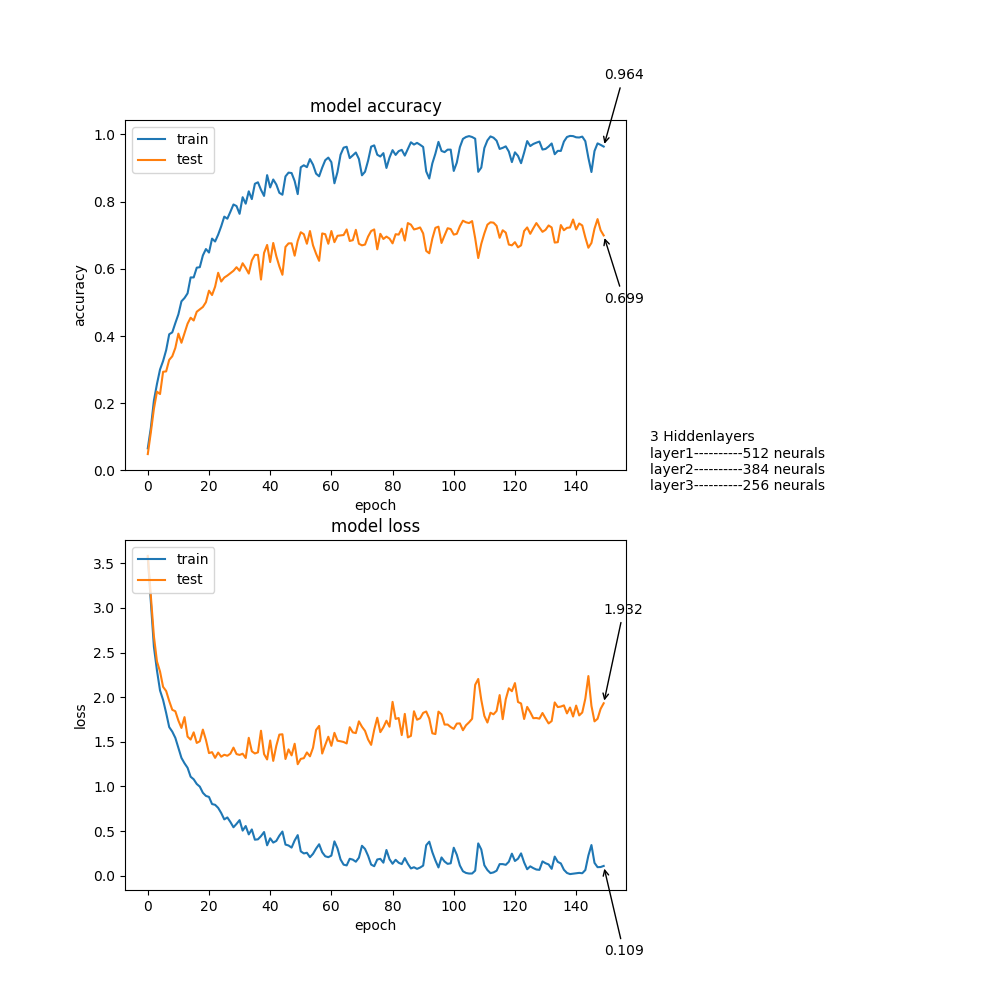 0.964
model accuracy
train
test
1.0
0.8
0.6
0.4
0.2
0.0
accuracy
0.699
0 20 40 60 80 100 120 140
epoch
3 Hiddenlayers
layer1----------512 neurals
layer2----------384 neurals
layer3----------256 neurals
model loss
train
test
3.5
3.0
2.5
2.0
1.5
1.0
0.5
0.0
loss
1.932
0 20 40 60 80 100 120 140
epoch
0.109